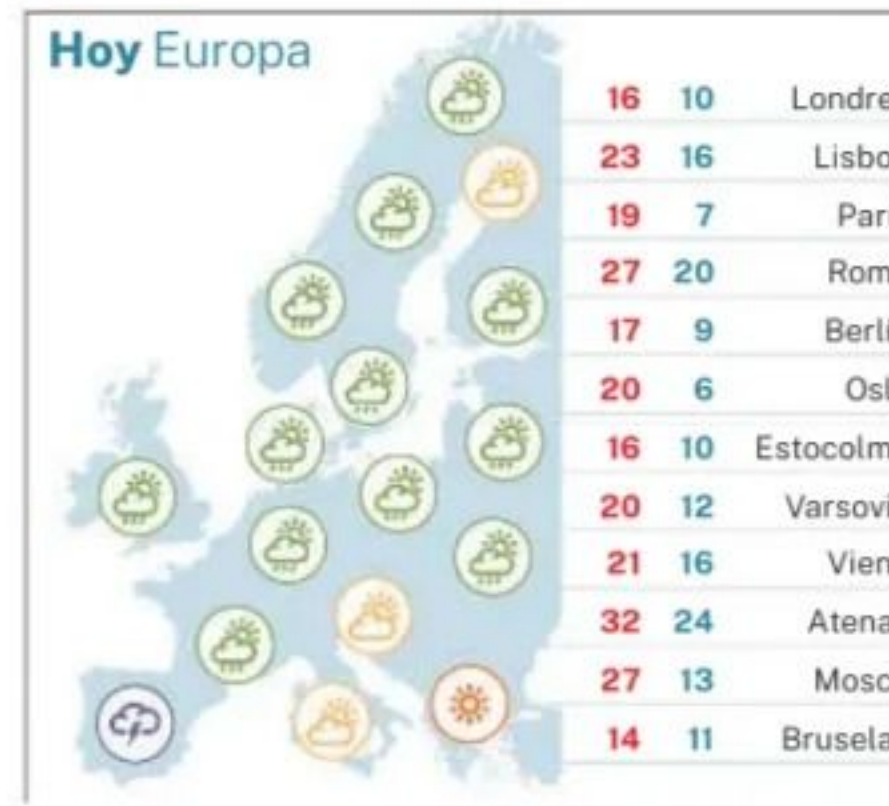 Hoy Europa
16 10 Londre
23 16 Lisbo
19 7 Pari
27 20 Rom
17 9 Berli
20 6 Osl
16 10 Estocolm
20 12 Varsovi
21 16 Vien
32 24 Atena
27 13 Mosc
14 11 Brusela